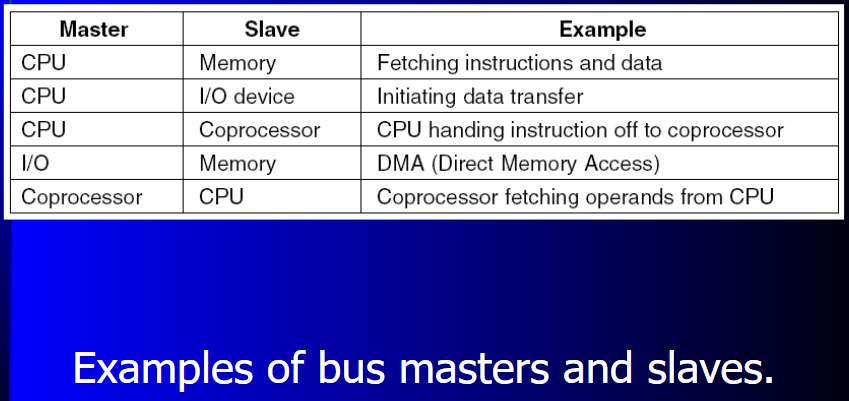 Master Slave Example
CPU Memory Fetching instructions and data
CPU I/O device Initiating data transfer
CPU Coprocessor CPU handing instruction off to coprocessor
I/O Memory DMA (Direct Memory Access)
Coprocessor CPU Coprocessor fetching operands from CPU
Examples of bus masters and slaves.